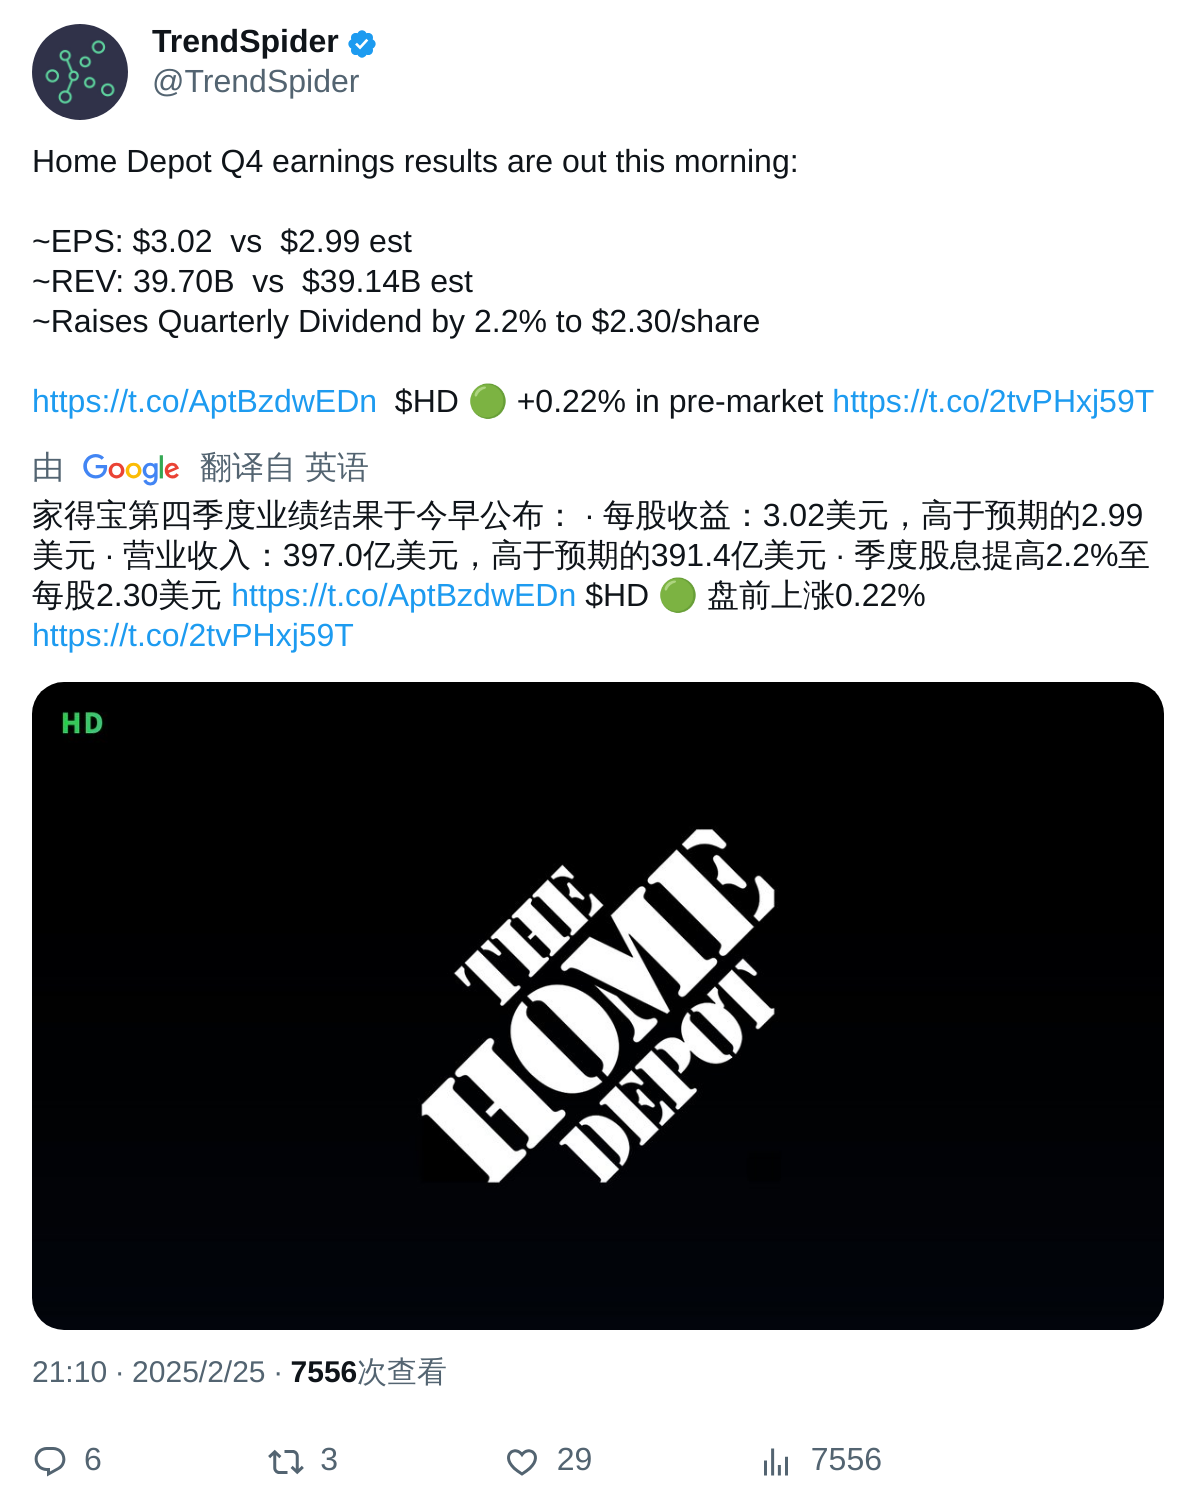 TrendSpider
@TrendSpider
Home Depot Q4 earnings results are out this morning:
~EPS: $3.02  vs  $2.99 est
~REV: 39.70B  vs  $39.14B est
~Raises Quarterly Dividend by 2.2% to $2.30/share
https://t.co/AptBzdwEDn  $HD 🟢 +0.22% in pre-market https://t.co/2tvPHxj59T
由 Google 翻译自 英语
家得宝第四季度业绩结果于今早公布： · 每股收益：3.02美元，高于预期的2.99
美元 · 营业收入：397.0亿美元，高于预期的391.4亿美元 · 季度股息提高2.2%至
每股2.30美元 https://t.co/AptBzdwEDn $HD 🟢 盘前上涨0.22%
https://t.co/2tvPHxj59T
HD
THE
HOME
DEPOT
21:10 · 2025/2/25 · 7556次查看
6 3 29 7556